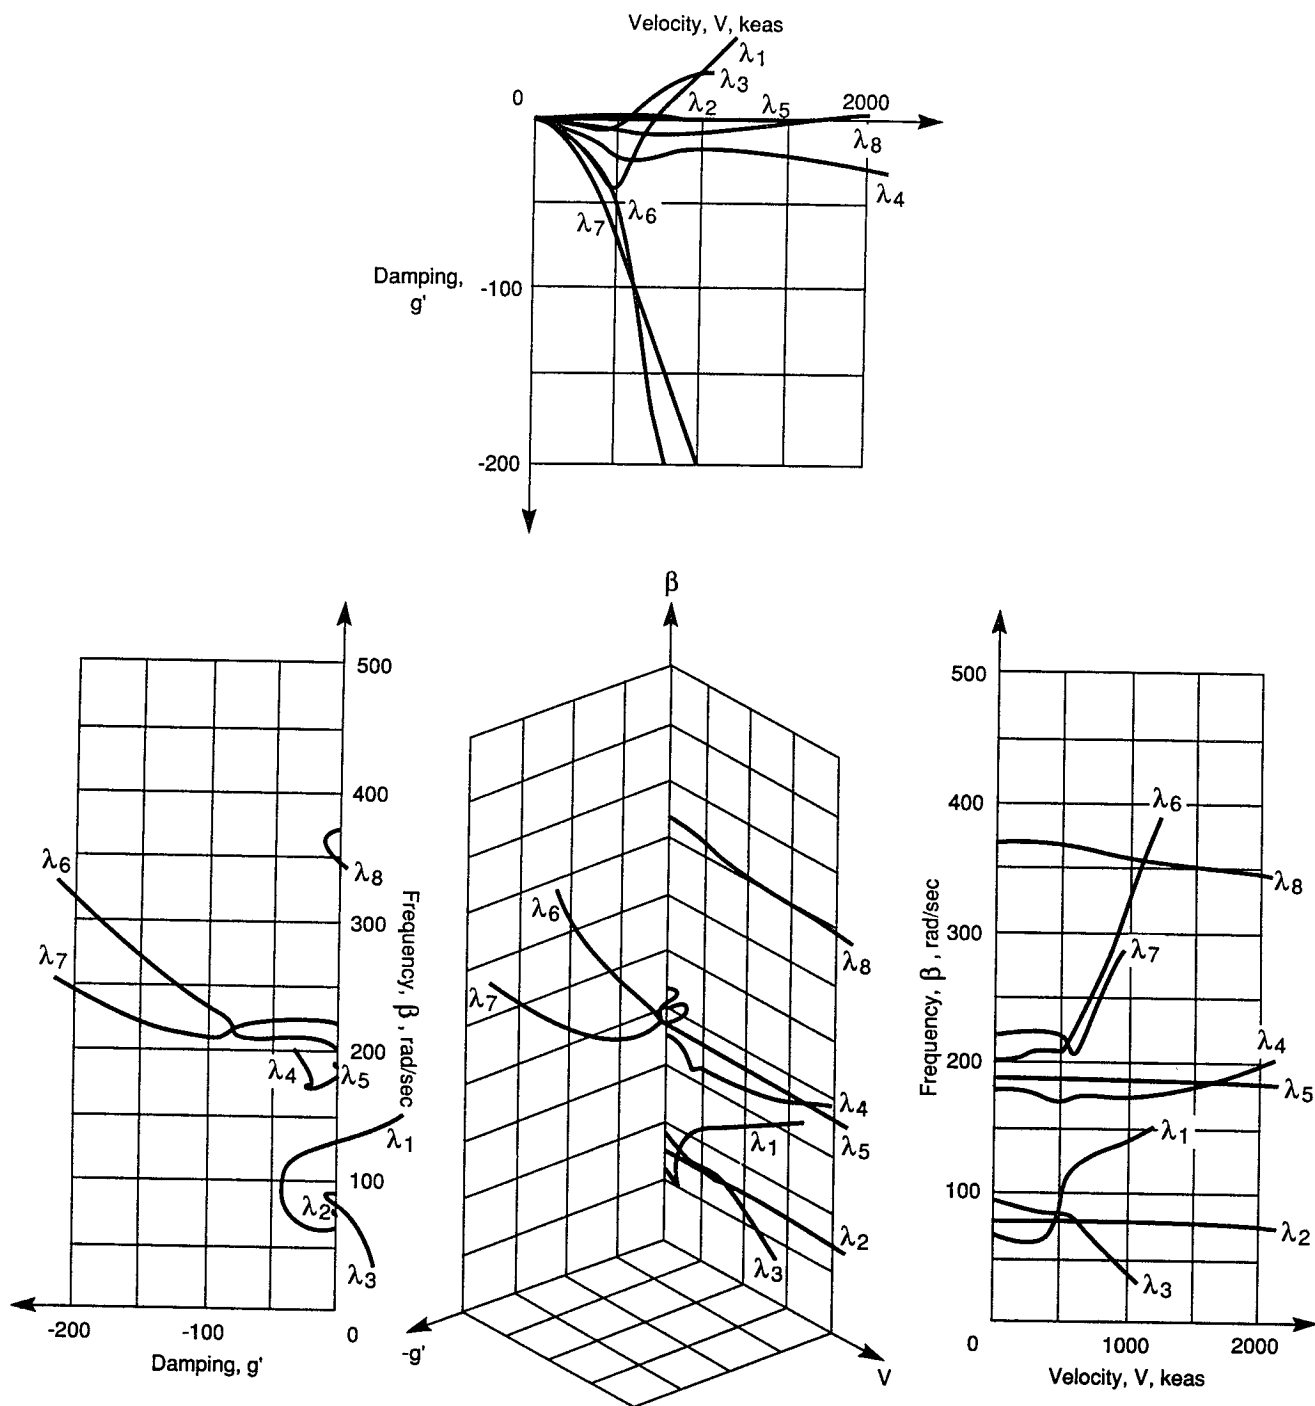 Velocity, V, keas
λ1
λ3
0
λ2
λ5
2000
λ8
λ4
λ6
λ7
Damping,
g'
-100
-200
β
500
400
λ6
λ8
300
λ7
200
λ4
λ5
λ1
100
λ2
λ3
Frequency, β, rad/sec
-200
-100
0
Damping, g'
λ6
λ8
λ7
λ4
λ1
λ5
λ2
λ3
-g'
V
500
400
λ6
λ8
300
λ7
200
λ4
λ5
λ1
100
λ2
λ3
Frequency, β, rad/sec
0
1000
2000
Velocity, V, keas